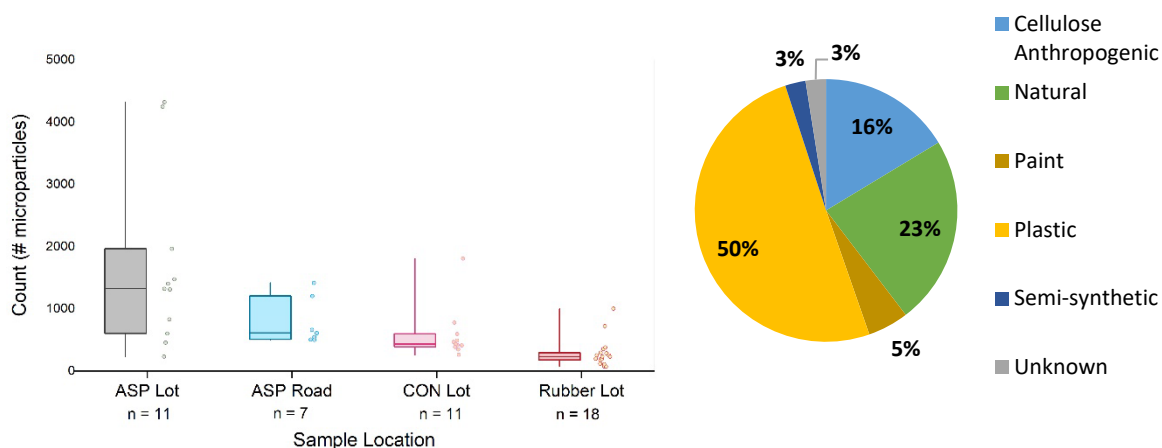 5000
4000
3000
2000
1000
0
Count (# microparticles)
ASP Lot
n = 11
ASP Road
n = 7
CON Lot
n = 11
Rubber Lot
n = 18
Sample Location
3%
3%
16%
23%
50%
5%
Cellulose
Anthropogenic
Natural
Paint
Plastic
Semi-synthetic
Unknown